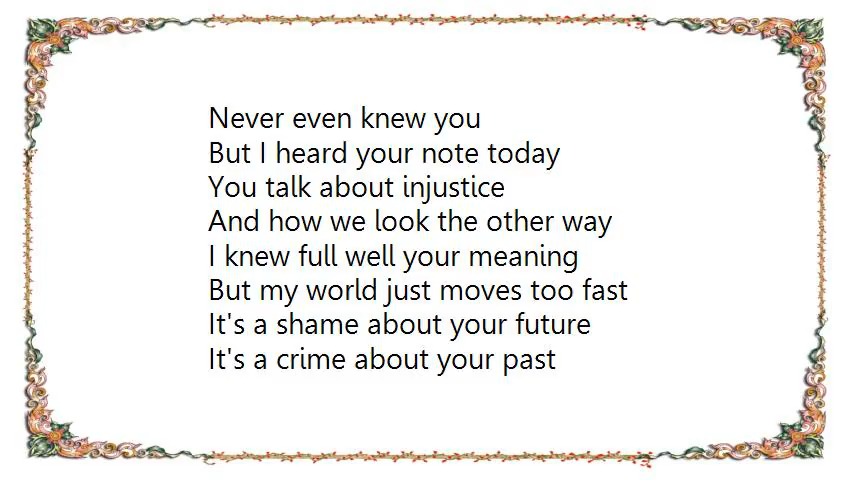 Never even knew you
But I heard your note today
You talk about injustice
And how we look the other way
I knew full well your meaning
But my world just moves too fast
It's a shame about your future
It's a crime about your past